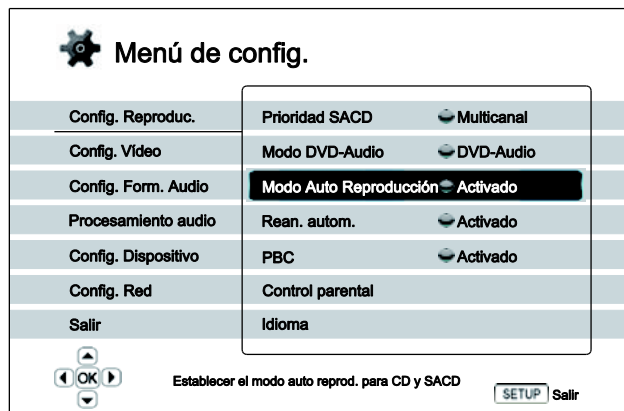 Menú de config.
Config. Reproduc.
Prioridad SACD Multicanal
Config. Vídeo
Modo DVD-Audio DVD-Audio
Config. Form. Audio
Modo Auto Reproducción Activado
Procesamiento audio
Rean. autom. Activado
Config. Dispositivo
PBC Activado
Config. Red
Control parental
Salir
Idioma
OK
Establecer el modo auto reprod. para CD y SACD
SETUP Salir